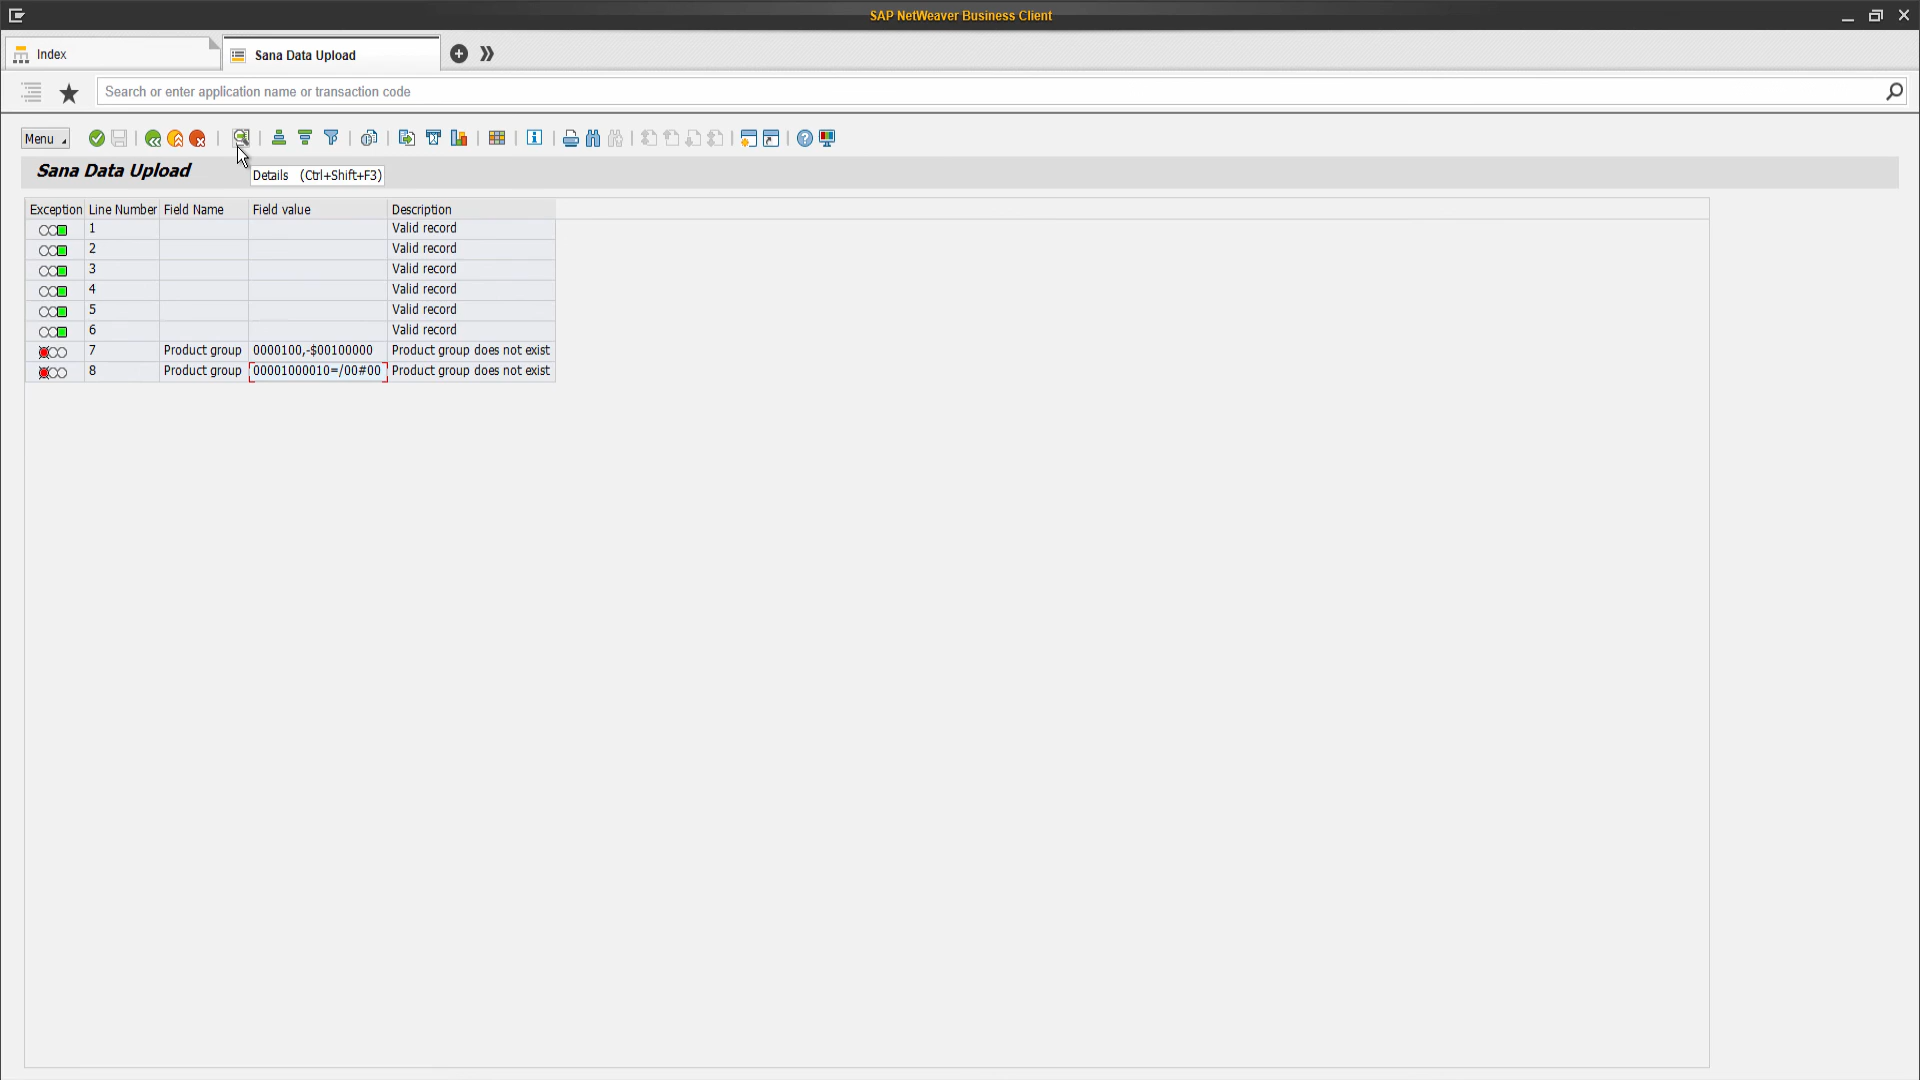 SAP NetWeaver Business Client
Index
Sana Data Upload
Search or enter application name or transaction code
Menu
Sana Data Upload
Details (Ctrl+Shift+F3)
Exception Line Number Field Name Field value Description
1 Valid record
2 Valid record
3 Valid record
4 Valid record
5 Valid record
6 Valid record
7 Product group 0000100,-$00100000 Product group does not exist
8 Product group 00001000010=/00#00 Product group does not exist